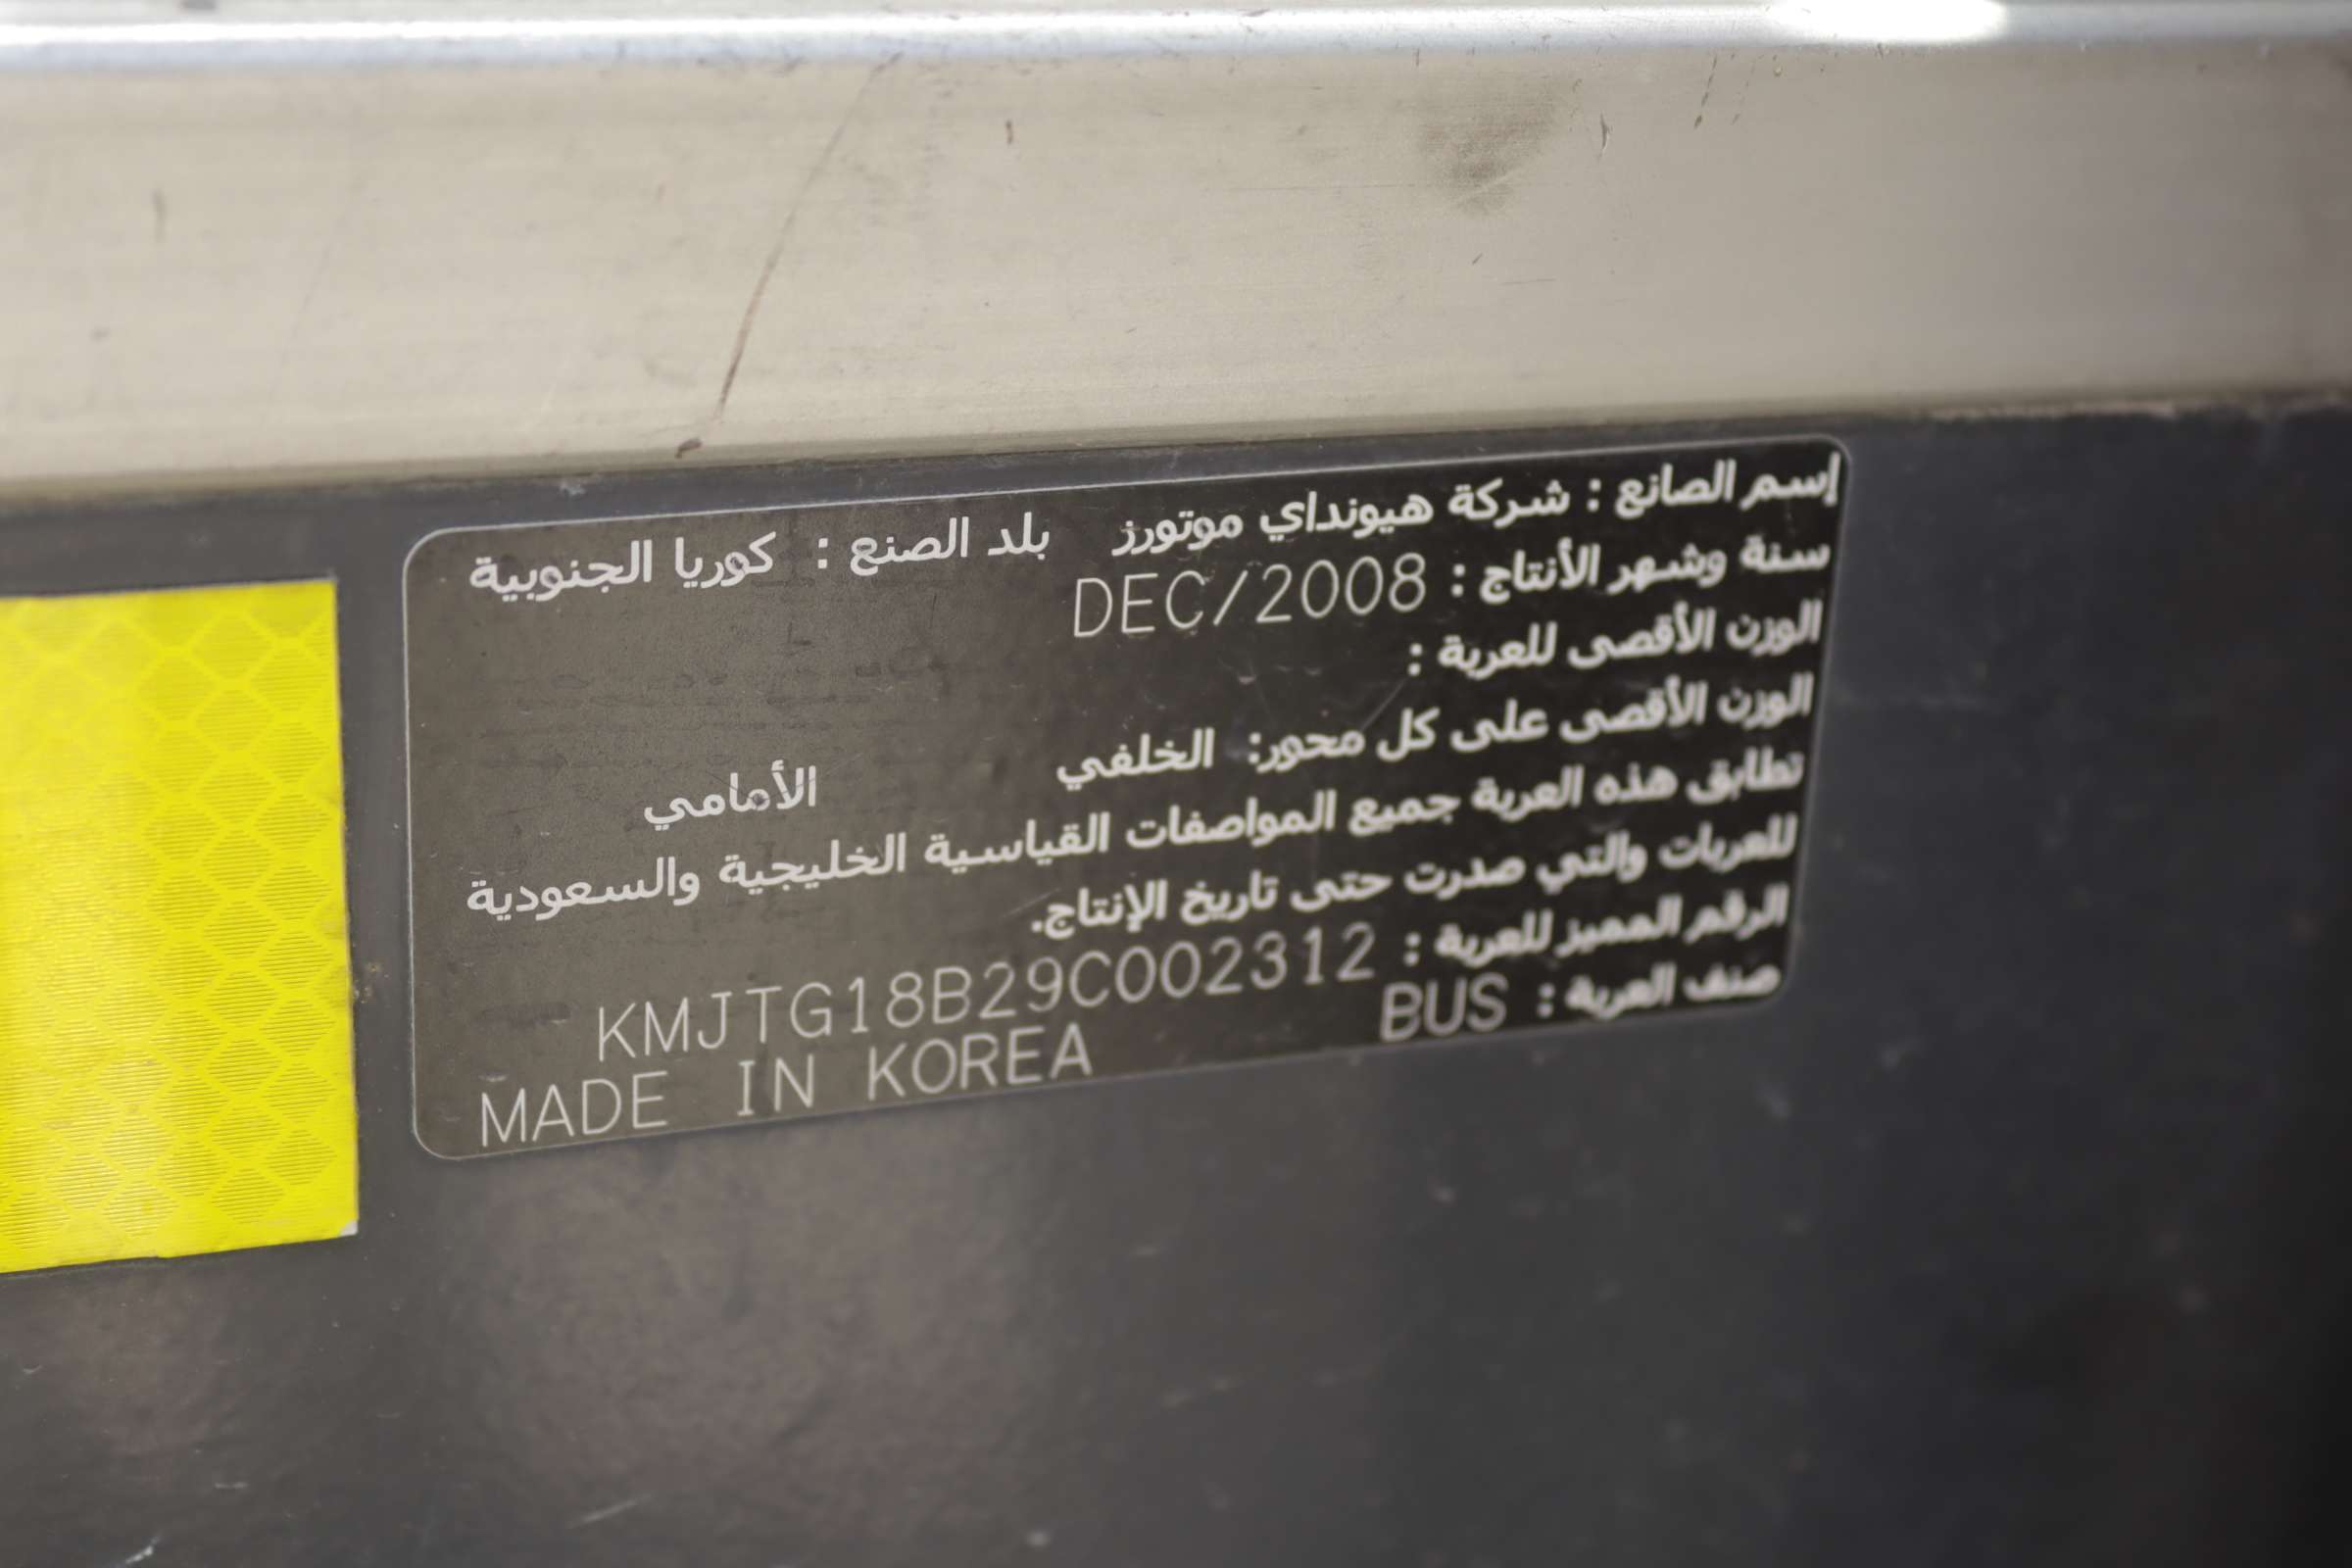 إسم الصانع : شركة هيونداي موتورز بلد الصنع : كوريا الجنوبية
سنة وشهر الأنتاج : DEC/2008
الوزن الأقصى للعربة :
الوزن الأقصى على كل محور: الخلفي الأمامي
تطابق هذه العربة جميع المواصفات القياسية الخليجية والسعودية
للعربات والتي صدرت حتى تاريخ الإنتاج.
الرقم المميز للعربة : KMJTG18B29C002312
صنف العربة : BUS MADE IN KOREA